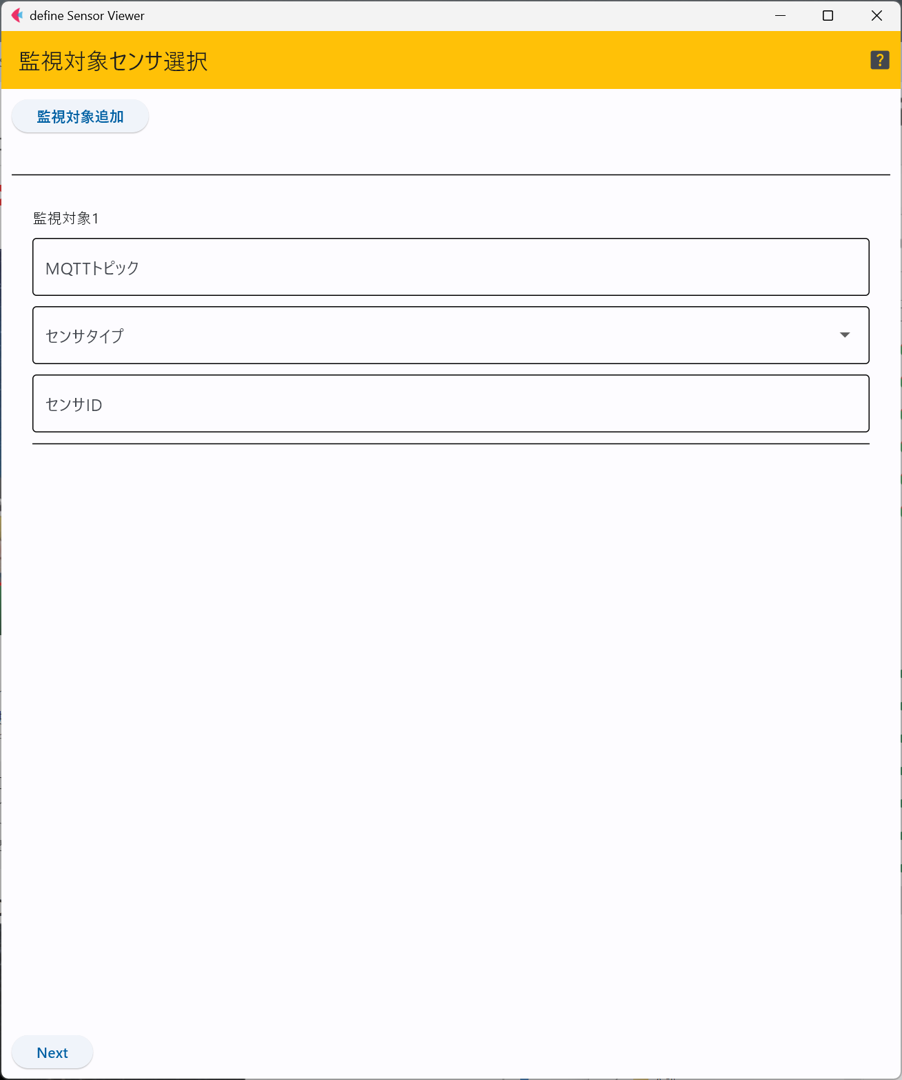 define Sensor Viewer
監視対象センサ選択
?
監視対象追加
監視対象1
MQTTトピック
センサタイプ
センサID
Next